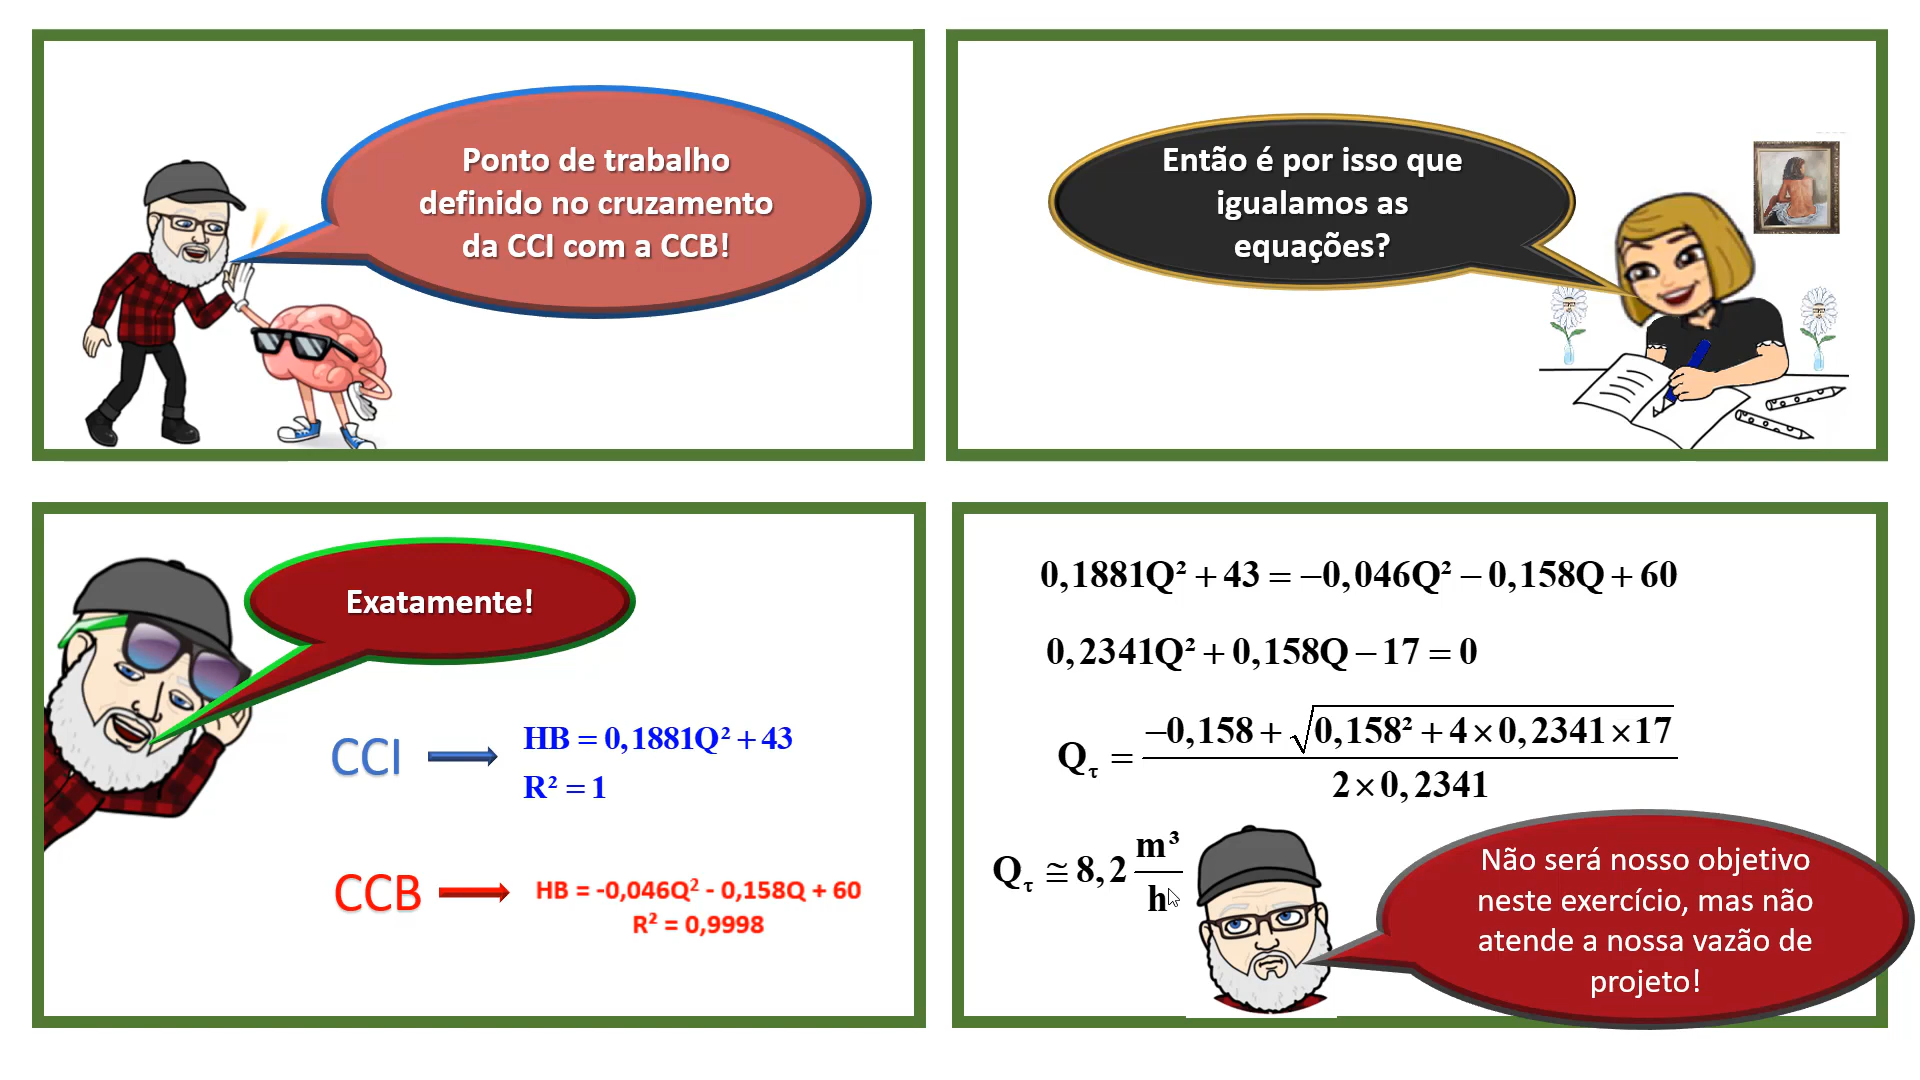 Ponto de trabalho
definido no cruzamento
da CCI com a CCB!
Então é por isso que
igualamos as
equações?
Exatamente!
CCI
HB = 0,1881Q² + 43
R² = 1
CCB
HB = -0,046Q² - 0,158Q + 60
R² = 0,9998
0,1881Q² + 43 = −0,046Q² − 0,158Q + 60
0,2341Q² + 0,158Q − 17 = 0
Qτ = (−0,158 + √(0,158² + 4×0,2341×17)) / (2×0,2341)
Qτ ≅ 8,2 m³/h
Não será nosso objetivo
neste exercício, mas não
atende a nossa vazão de
projeto!